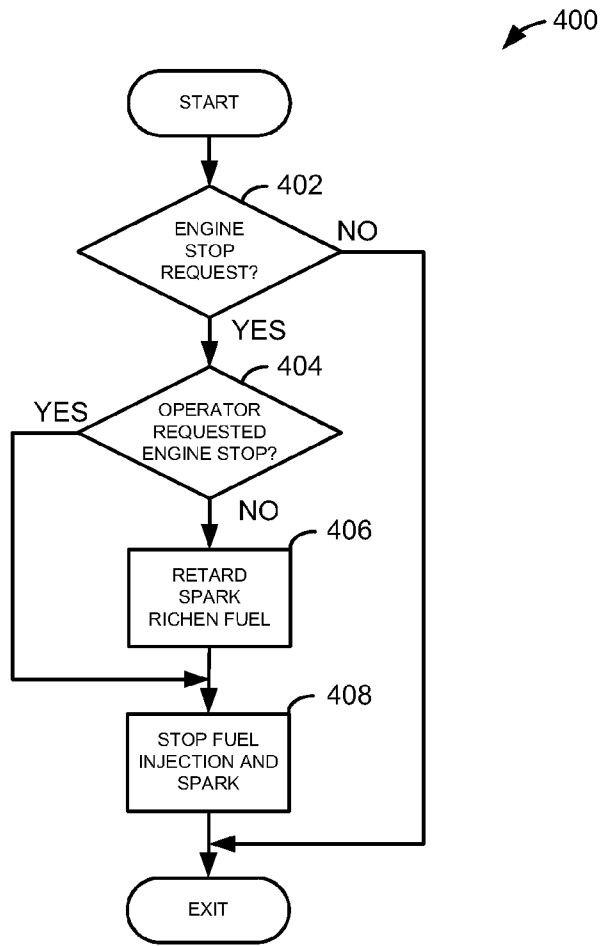 400
START
402
ENGINE
STOP
REQUEST?
NO
YES
404
YES
OPERATOR
REQUESTED
ENGINE STOP?
NO
406
RETARD
SPARK
RICHEN FUEL
408
STOP FUEL
INJECTION AND
SPARK
EXIT